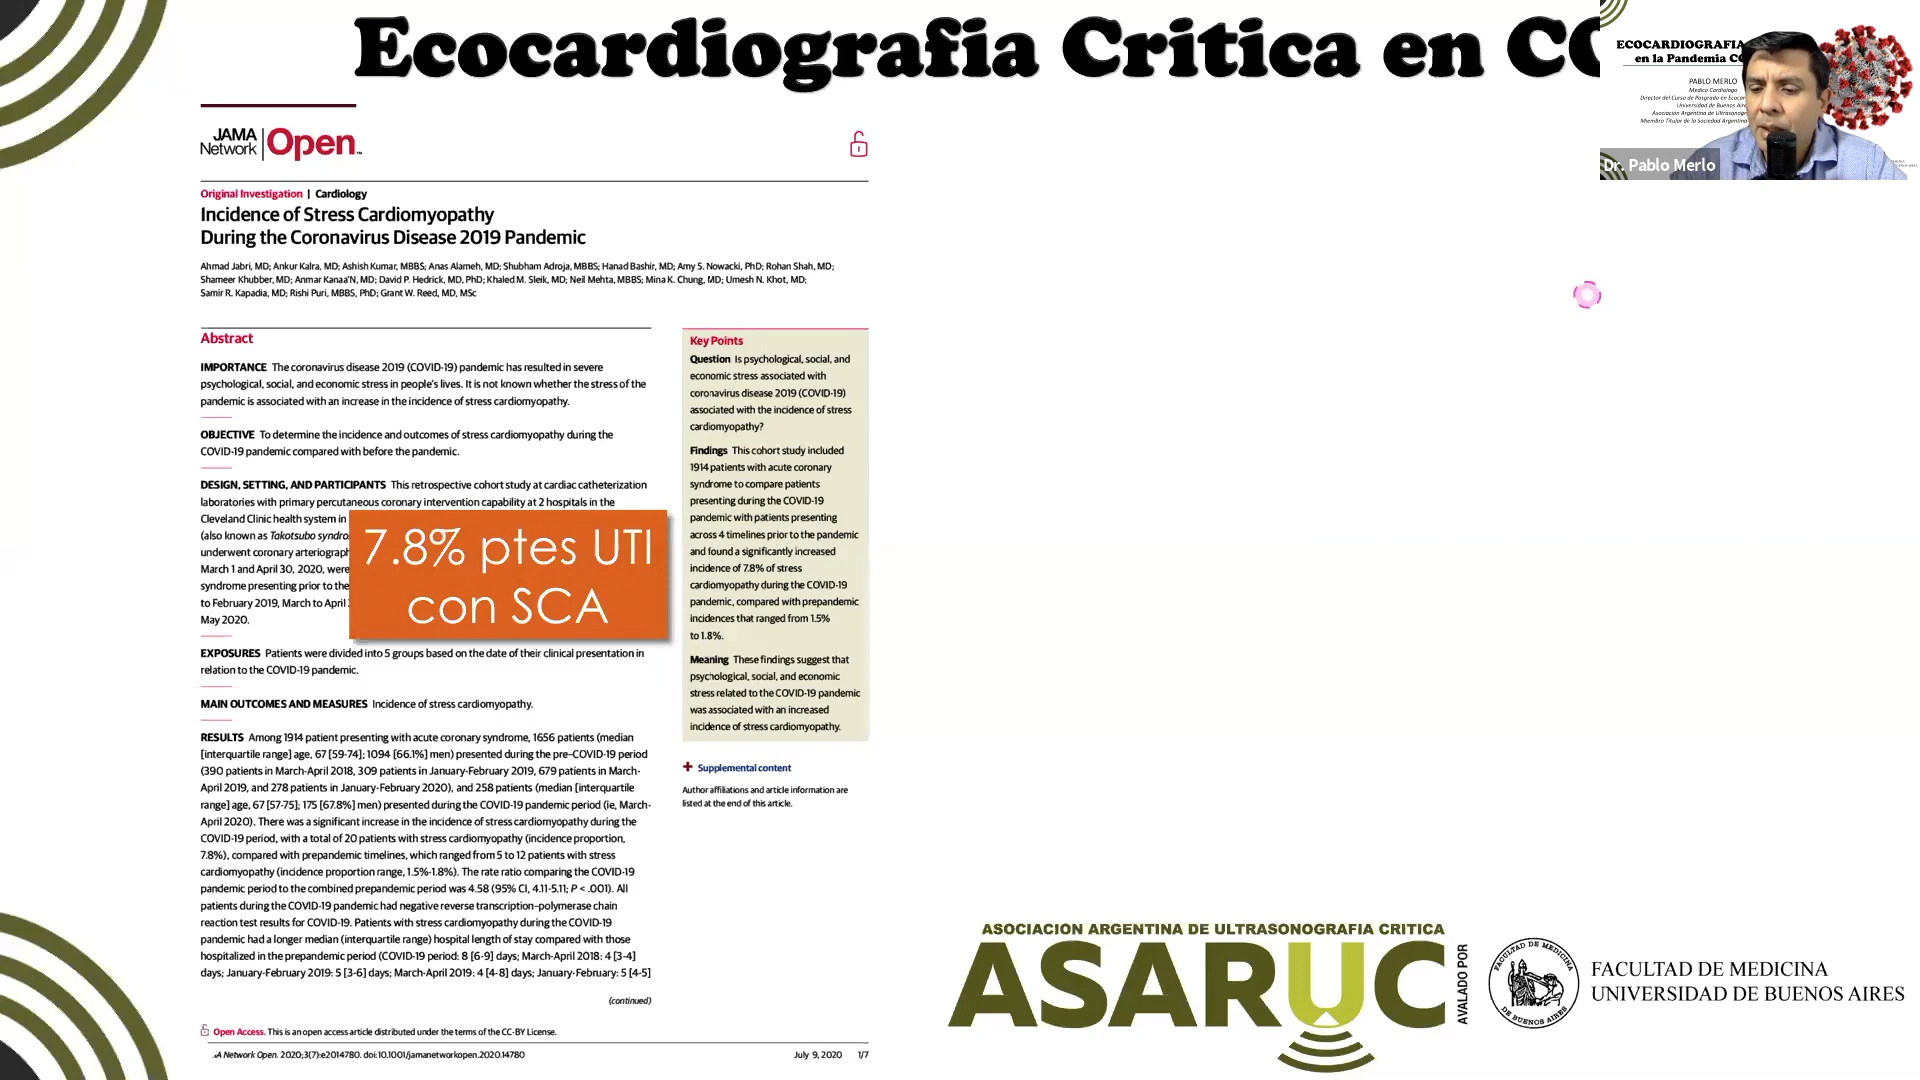 Ecocardiografia Critica en CO
ECOCARDIOGRAFIA
en la Pandemia CO
PABLO MERLO
Medico Cardiologo
Director del Curso de Posgrado en Ecocar
Universidad de Buenos Aire
Asociación Argentina de Ultrasonogr
Miembro Titular de la Sociedad Argentina
Dr. Pablo Merlo
JAMA Network | Open™
Original Investigation | Cardiology
Incidence of Stress Cardiomyopathy
During the Coronavirus Disease 2019 Pandemic
Ahmad Jabri, MD; Ankur Kalra, MD; Ashish Kumar, MBBS; Anas Alameh, MD; Shubham Adroja, MBBS; Hanad Bashir, MD; Amy S. Nowacki, PhD; Rohan Shah, MD;
Shameer Khubber, MD; Anmar Kanaa'N, MD; David P. Hedrick, MD, PhD; Khaled M. Sleik, MD; Neil Mehta, MBBS; Mina K. Chung, MD; Umesh N. Khot, MD;
Samir R. Kapadia, MD; Rishi Puri, MBBS, PhD; Grant W. Reed, MD, MSc
Abstract
IMPORTANCE The coronavirus disease 2019 (COVID-19) pandemic has resulted in severe
psychological, social, and economic stress in people's lives. It is not known whether the stress of the
pandemic is associated with an increase in the incidence of stress cardiomyopathy.
OBJECTIVE To determine the incidence and outcomes of stress cardiomyopathy during the
COVID-19 pandemic compared with before the pandemic.
DESIGN, SETTING, AND PARTICIPANTS This retrospective cohort study at cardiac catheterization
laboratories with primary percutaneous coronary intervention capability at 2 hospitals in the
Cleveland Clinic health system in
(also known as Takotsubo syndro
underwent coronary arteriograph
March 1 and April 30, 2020, were
syndrome presenting prior to the
to February 2019, March to April
May 2020.
7.8% ptes UTI
con SCA
EXPOSURES Patients were divided into 5 groups based on the date of their clinical presentation in
relation to the COVID-19 pandemic.
MAIN OUTCOMES AND MEASURES Incidence of stress cardiomyopathy.
RESULTS Among 1914 patient presenting with acute coronary syndrome, 1656 patients (median
[interquartile range] age, 67 [59-74]; 1094 [66.1%] men) presented during the pre–COVID-19 period
(390 patients in March-April 2018, 309 patients in January-February 2019, 679 patients in March-
April 2019, and 278 patients in January-February 2020), and 258 patients (median [interquartile
range] age, 67 [57-75]; 175 [67.8%] men) presented during the COVID-19 pandemic period (ie, March-
April 2020). There was a significant increase in the incidence of stress cardiomyopathy during the
COVID-19 period, with a total of 20 patients with stress cardiomyopathy (incidence proportion,
7.8%), compared with prepandemic timelines, which ranged from 5 to 12 patients with stress
cardiomyopathy (incidence proportion range, 1.5%-1.8%). The rate ratio comparing the COVID-19
pandemic period to the combined prepandemic period was 4.58 (95% CI, 4.11-5.11; P < .001). All
patients during the COVID-19 pandemic had negative reverse transcription–polymerase chain
reaction test results for COVID-19. Patients with stress cardiomyopathy during the COVID-19
pandemic had a longer median (interquartile range) hospital length of stay compared with those
hospitalized in the prepandemic period (COVID-19 period: 8 [6-9] days; March-April 2018: 4 [3-4]
days; January-February 2019: 5 [3-6] days; March-April 2019: 4 [4-8] days; January-February: 5 [4-5]
(continued)
Key Points
Question Is psychological, social, and
economic stress associated with
coronavirus disease 2019 (COVID-19)
associated with the incidence of stress
cardiomyopathy?
Findings This cohort study included
1914 patients with acute coronary
syndrome to compare patients
presenting during the COVID-19
pandemic with patients presenting
across 4 timelines prior to the pandemic
and found a significantly increased
incidence of 7.8% of stress
cardiomyopathy during the COVID-19
pandemic, compared with prepandemic
incidences that ranged from 1.5%
to 1.8%.
Meaning These findings suggest that
psychological, social, and economic
stress related to the COVID-19 pandemic
was associated with an increased
incidence of stress cardiomyopathy.
+ Supplemental content
Author affiliations and article information are
listed at the end of this article.
Open Access. This is an open access article distributed under the terms of the CC-BY License.
JA Network Open. 2020;3(7):e2014780. doi:10.1001/jamanetworkopen.2020.14780
July 9, 2020 1/7
ASOCIACION ARGENTINA DE ULTRASONOGRAFIA CRITICA
ASARUC
AVALADO POR
FACULTAD DE MEDICINA
DE BUENOS AIRES
FACULTAD DE MEDICINA
UNIVERSIDAD DE BUENOS AIRES